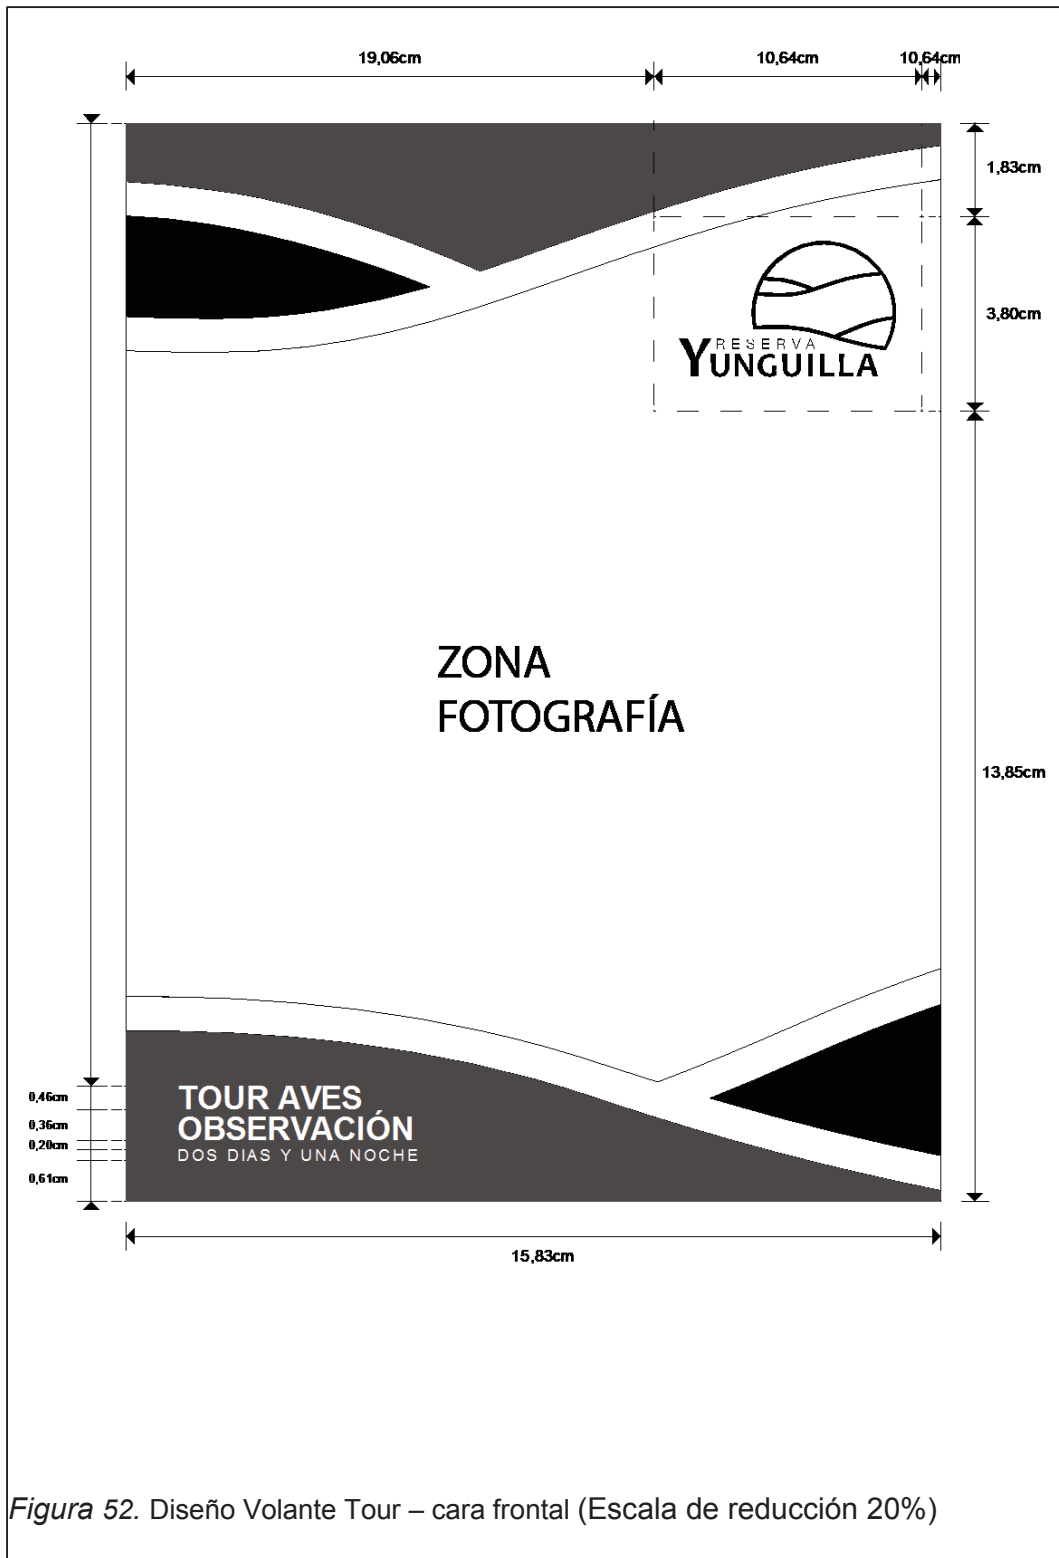 19,06cm
10,64cm
10,64cm
1,83cm
3,80cm
RESERVA
YUNGUILLA
ZONA
FOTOGRAFÍA
13,85cm
0,46cm
0,36cm
0,20cm
0,61cm
TOUR AVES
OBSERVACIÓN
DOS DIAS Y UNA NOCHE
15,83cm
Figura 52. Diseño Volante Tour – cara frontal (Escala de reducción 20%)